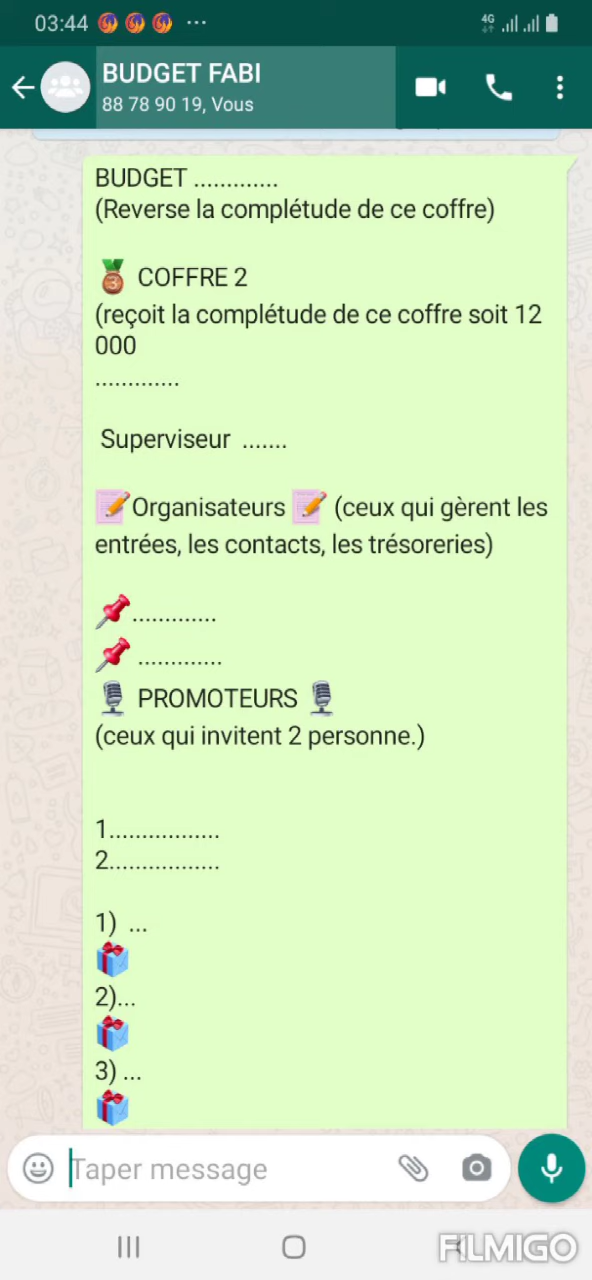 03:44
4G
BUDGET FABI
88 78 90 19, Vous
BUDGET .............
(Reverse la complétude de ce coffre)
3 COFFRE 2
(reçoit la complétude de ce coffre soit 12
000
.............
Superviseur .......
Organisateurs (ceux qui gèrent les
entrées, les contacts, les trésoreries)
.............
.............
PROMOTEURS
(ceux qui invitent 2 personne.)
1.................
2.................
1) ...
2)...
3) ...
Taper message
FILMIGO